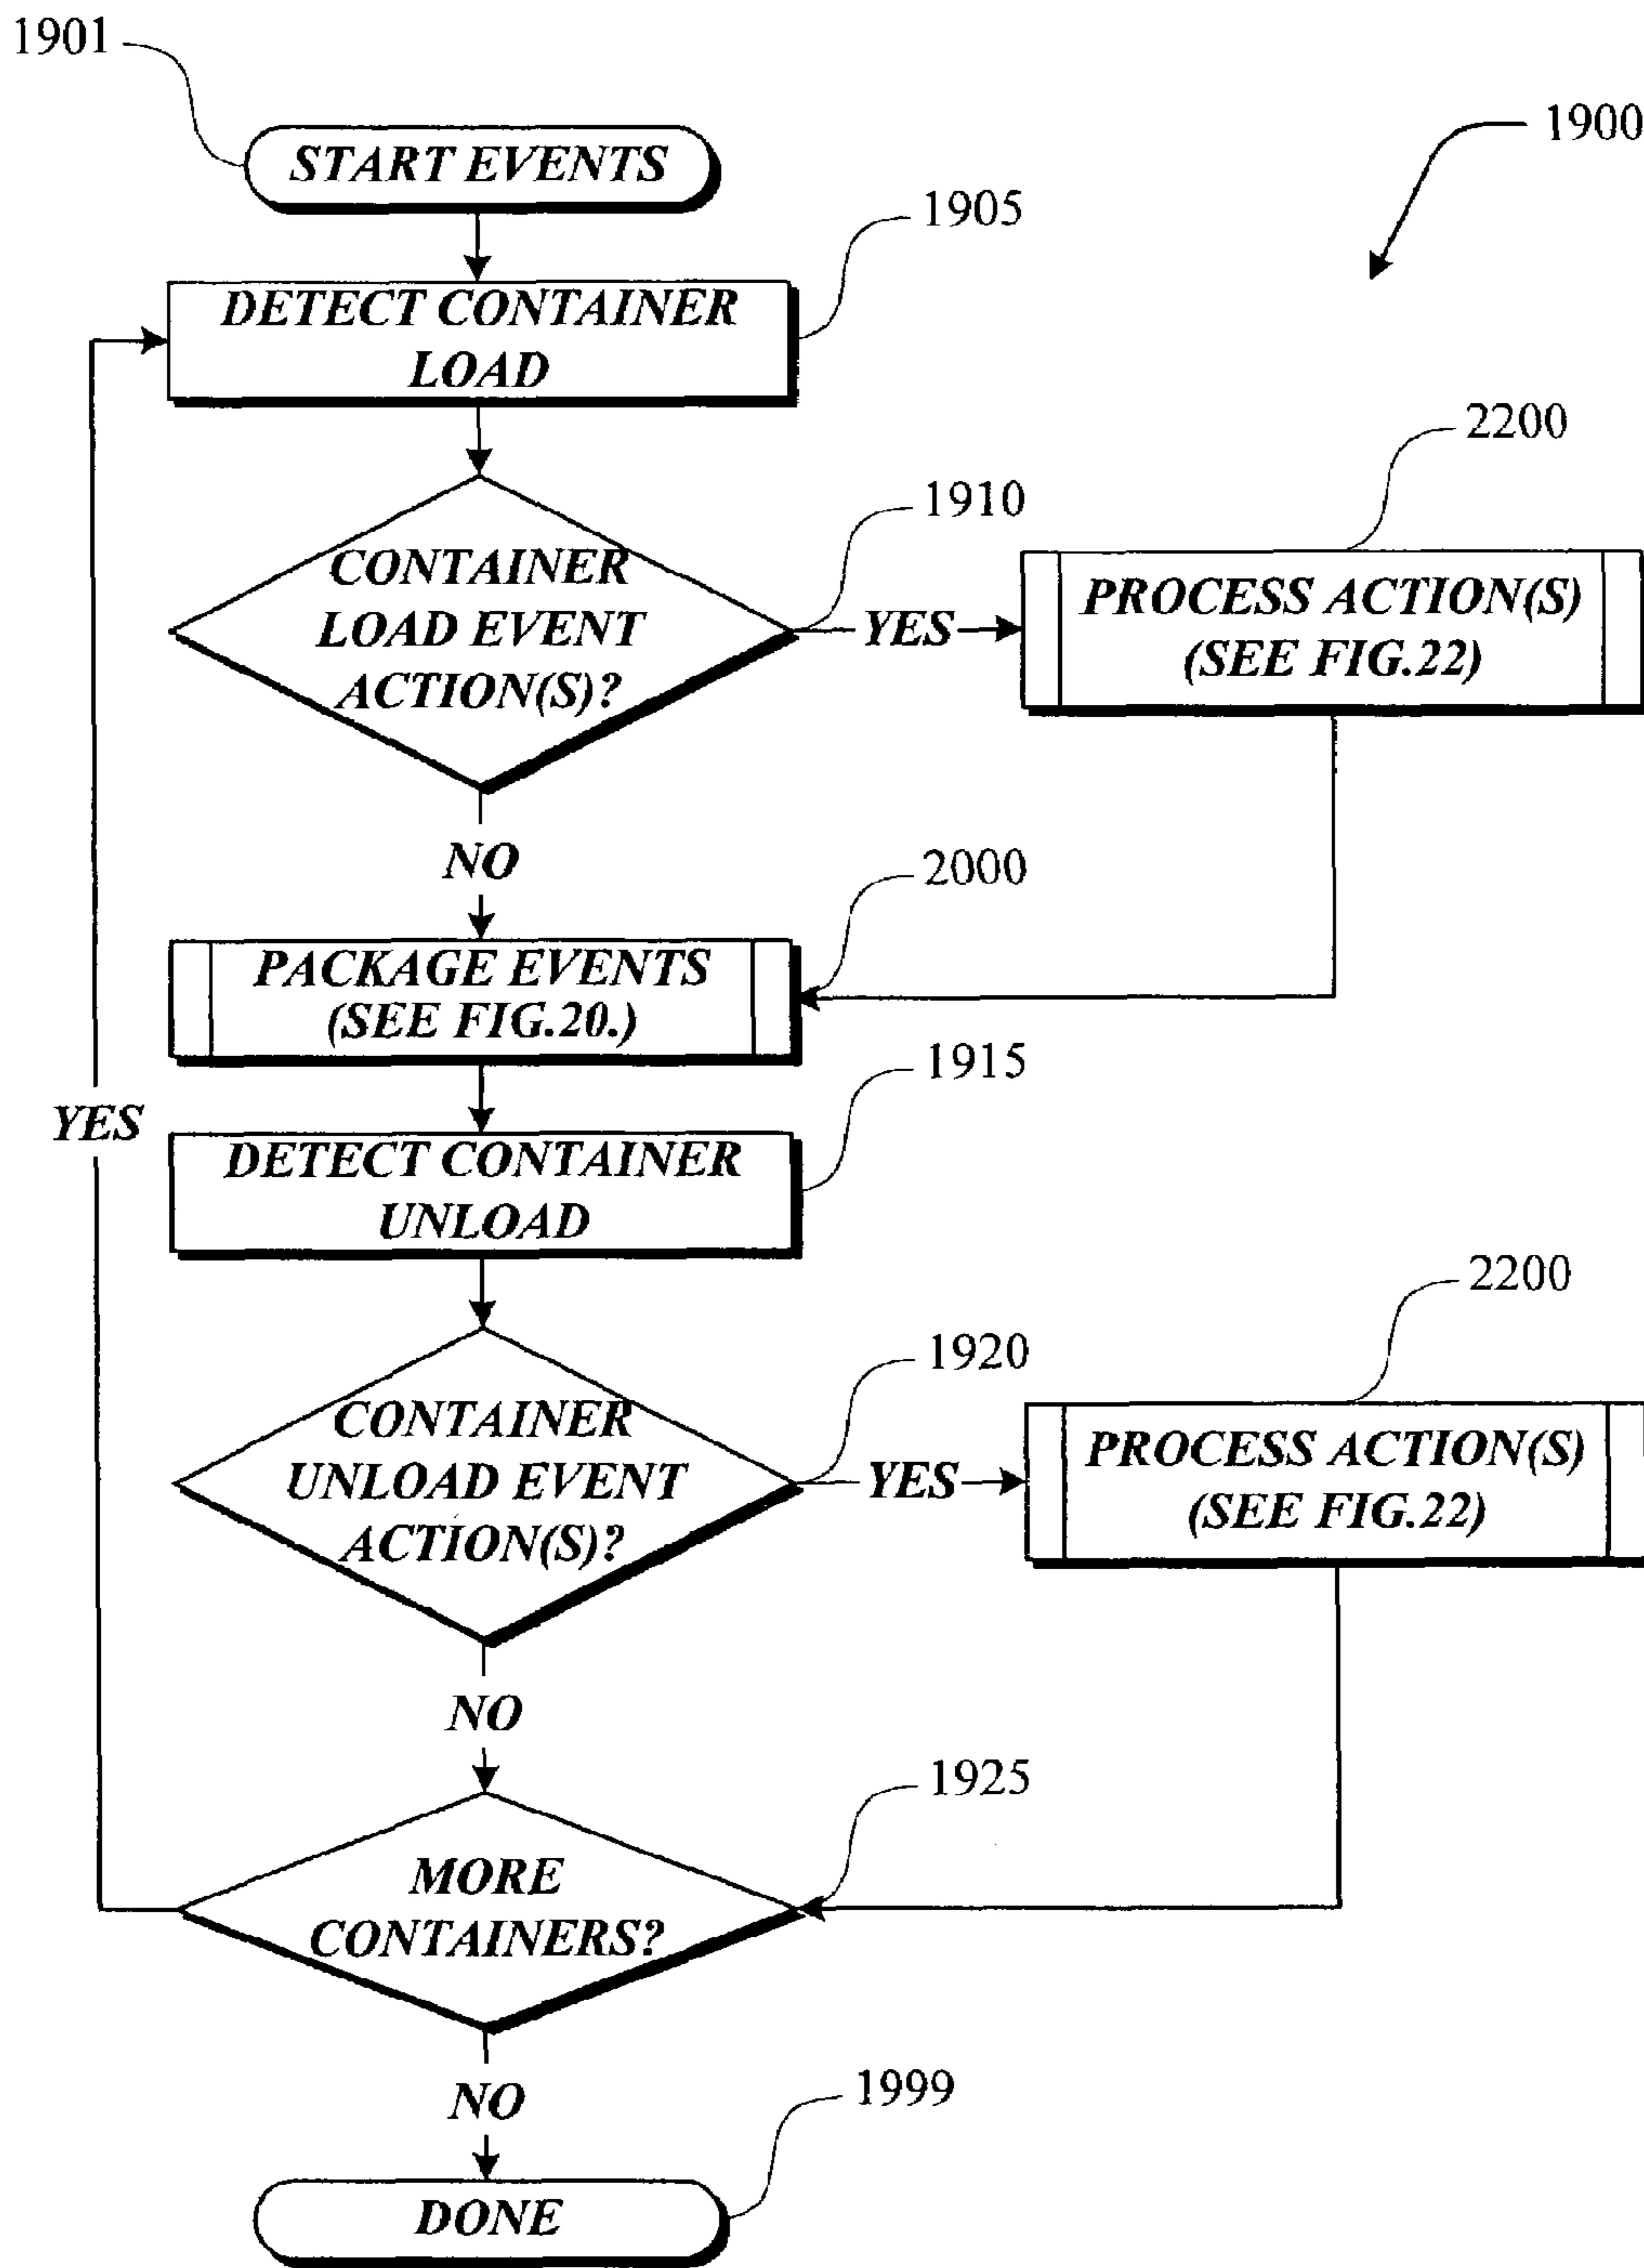 1901
START EVENTS
1900
1905
DETECT CONTAINER
LOAD
1910
CONTAINER
LOAD EVENT
ACTION(S)?
YES
2200
PROCESS ACTION(S)
(SEE FIG.22)
NO
2000
PACKAGE EVENTS
(SEE FIG.20.)
YES
1915
DETECT CONTAINER
UNLOAD
1920
CONTAINER
UNLOAD EVENT
ACTION(S)?
YES
2200
PROCESS ACTION(S)
(SEE FIG.22)
NO
1925
MORE
CONTAINERS?
NO
1999
DONE